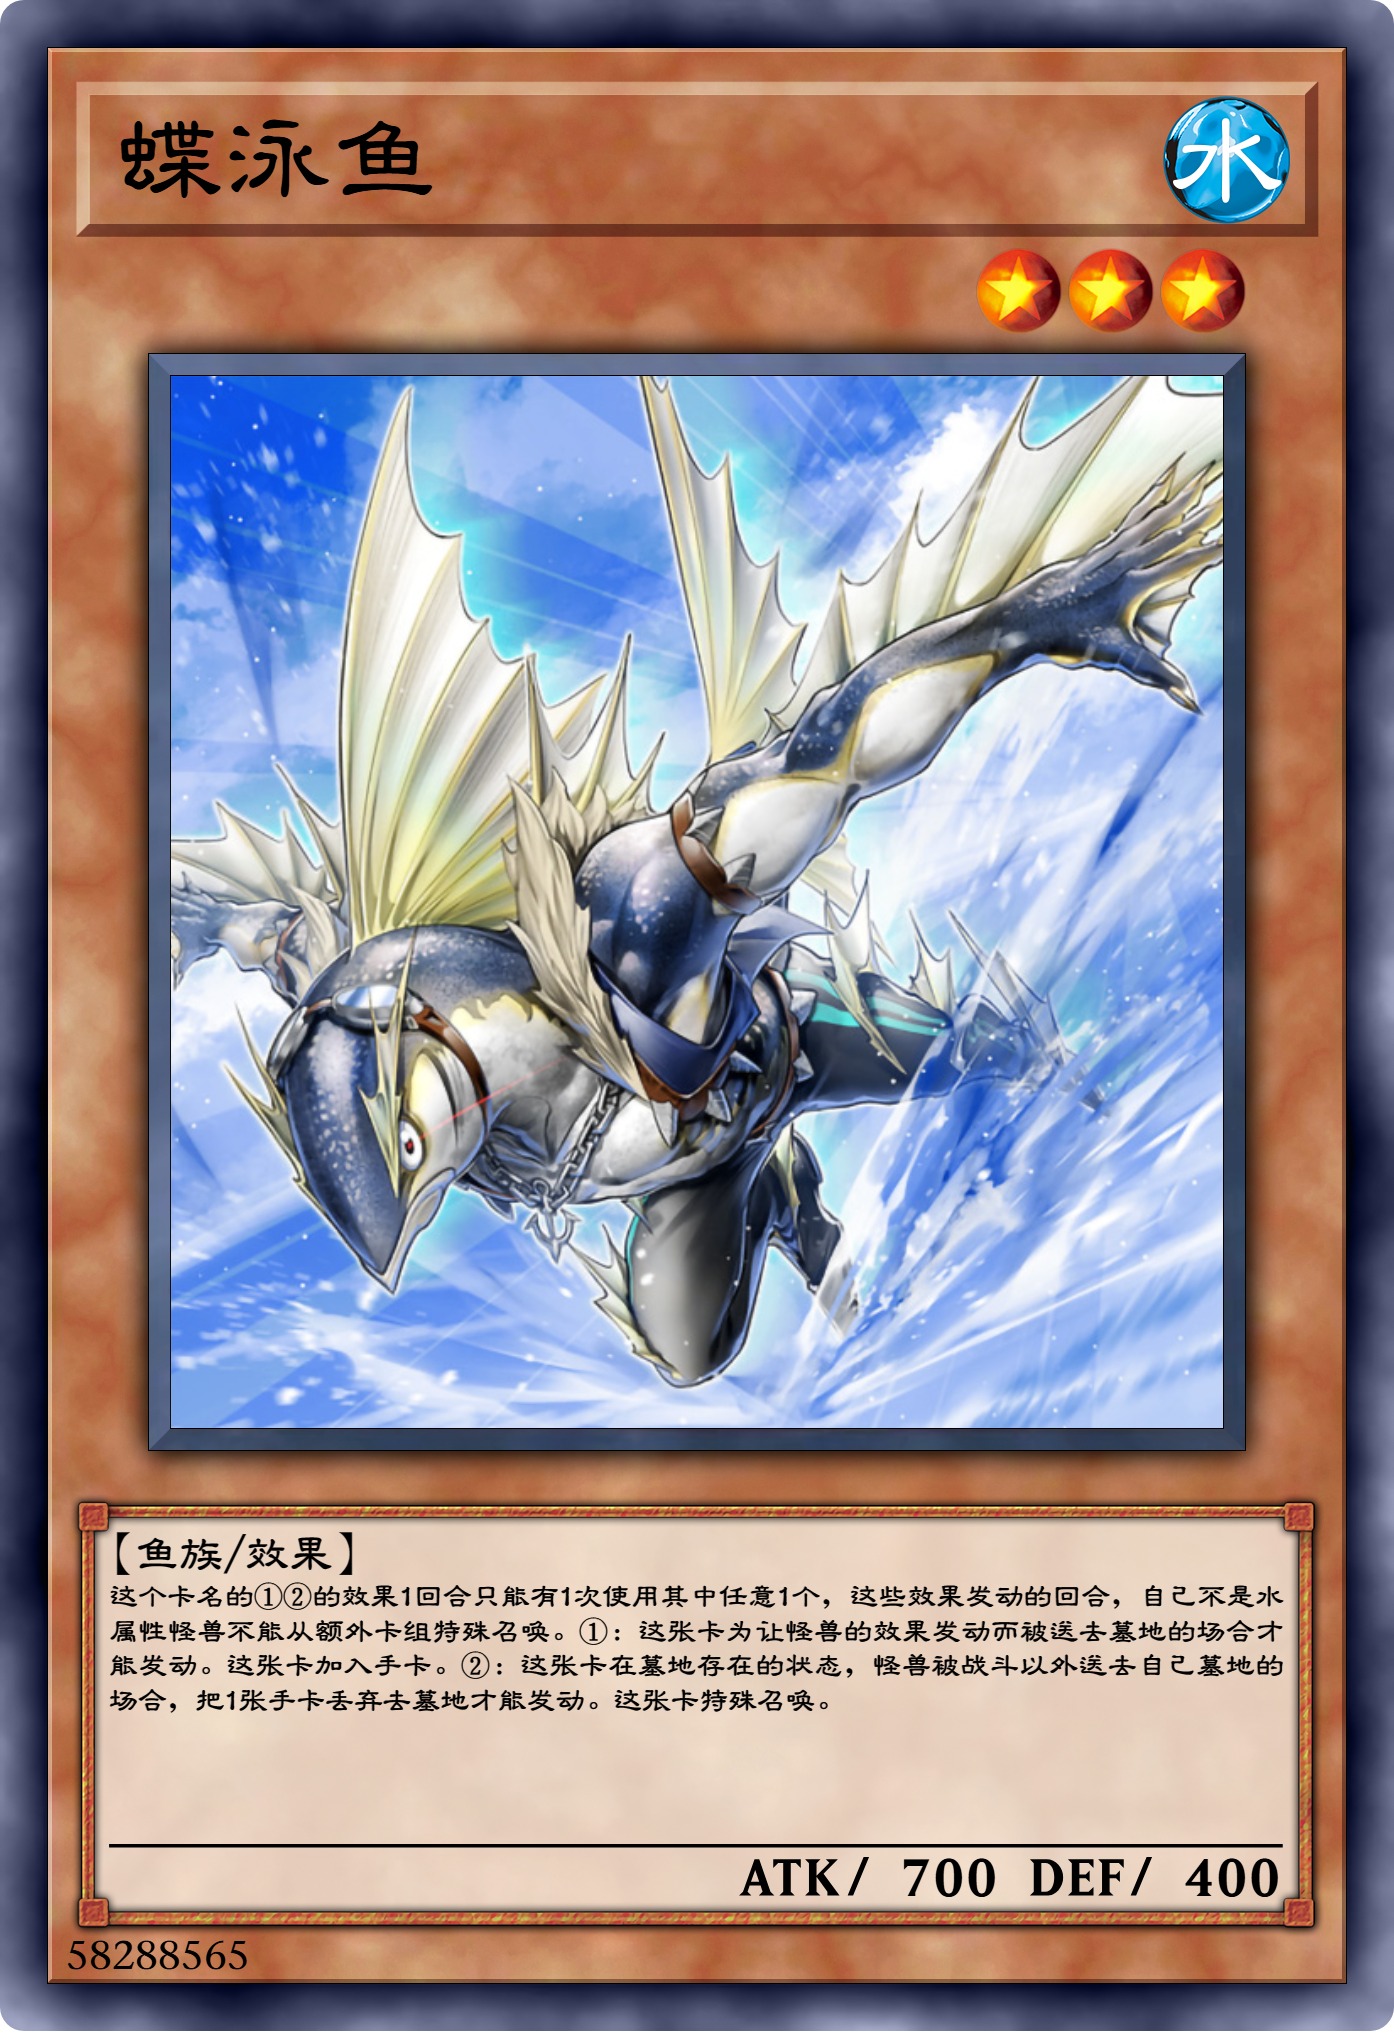 蝶泳鱼
水
【鱼族/效果】
这个卡名的①②的效果1回合只能有1次使用其中任意1个，这些效果发动的回合，自己不是水
属性怪兽不能从额外卡组特殊召唤。①：这张卡为让怪兽的效果发动而被送去墓地的场合才
能发动。这张卡加入手卡。②：这张卡在墓地存在的状态，怪兽被战斗以外送去自己墓地的
场合，把1张手卡丢弃去墓地才能发动。这张卡特殊召唤。
ATK/ 700 DEF/ 400
58288565